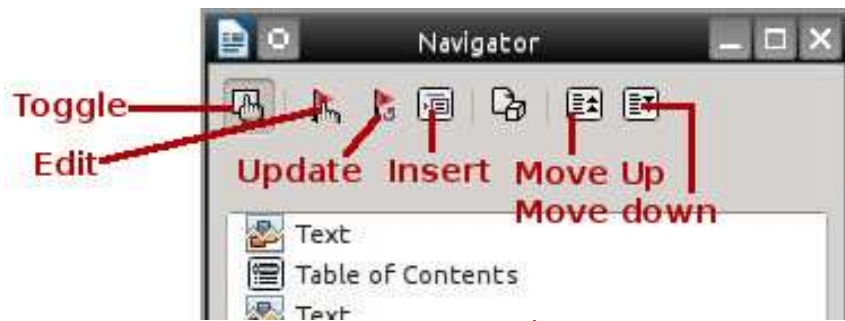 Navigator
Toggle
Edit
Update
Insert
Move Up
Move down
Text
Table of Contents
Text